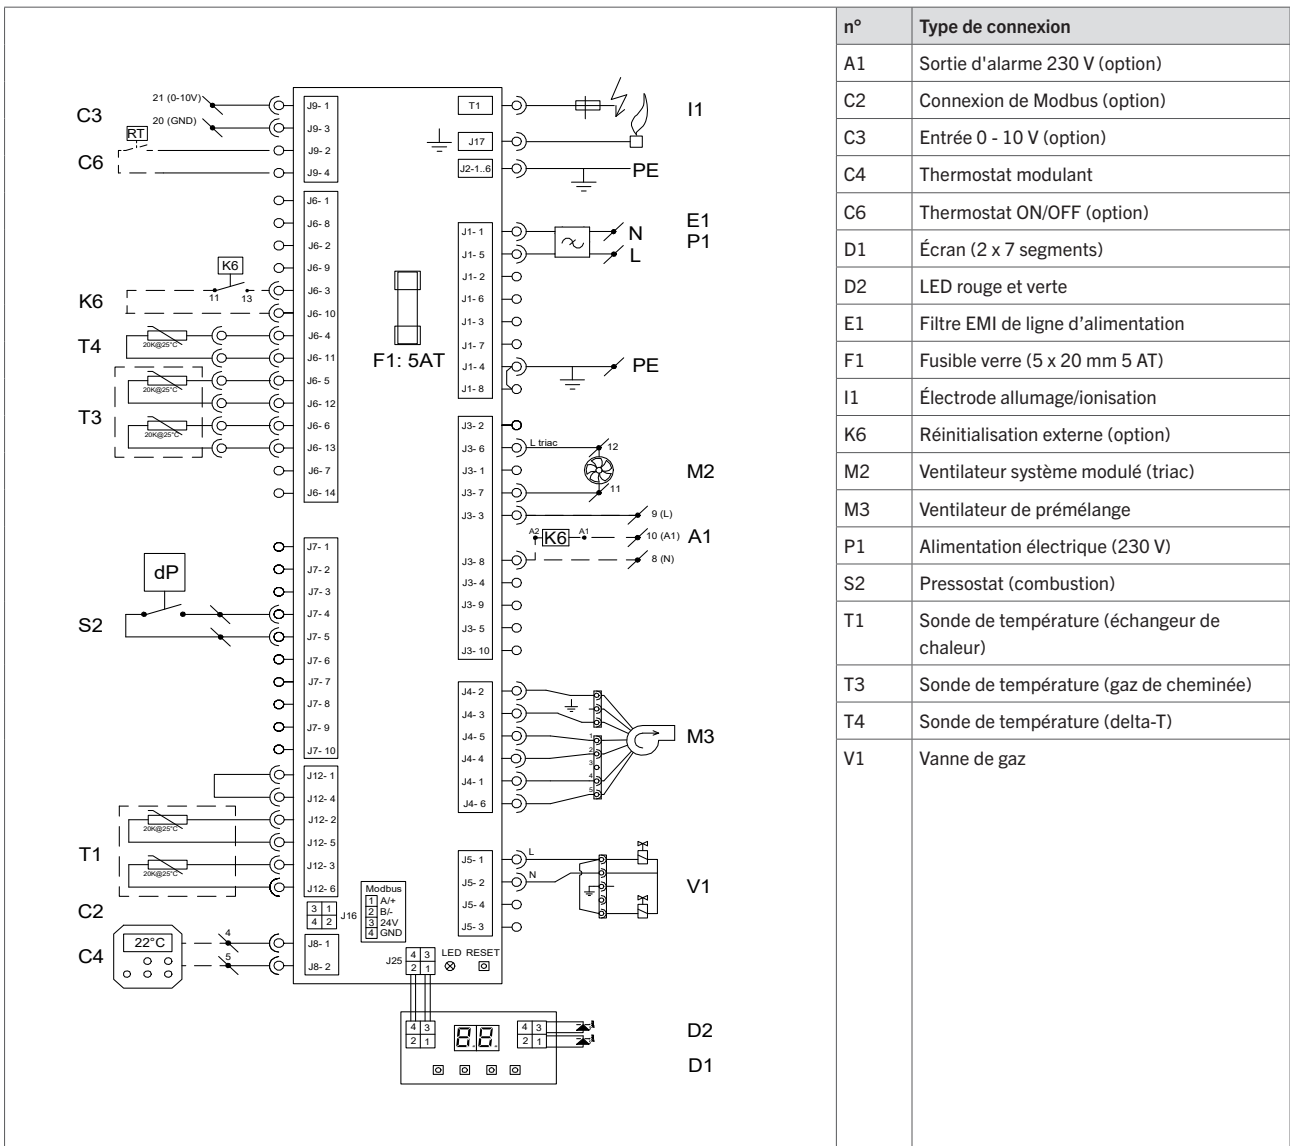 n° Type de connexion
A1 Sortie d'alarme 230 V (option)
C2 Connexion de Modbus (option)
C3 Entrée 0 - 10 V (option)
C4 Thermostat modulant
C6 Thermostat ON/OFF (option)
D1 Écran (2 x 7 segments)
D2 LED rouge et verte
E1 Filtre EMI de ligne d’alimentation
F1 Fusible verre (5 x 20 mm 5 AT)
I1 Électrode allumage/ionisation
K6 Réinitialisation externe (option)
M2 Ventilateur système modulé (triac)
M3 Ventilateur de prémélange
P1 Alimentation électrique (230 V)
S2 Pressostat (combustion)
T1 Sonde de température (échangeur de
chaleur)
T3 Sonde de température (gaz de cheminée)
T4 Sonde de température (delta-T)
V1 Vanne de gaz
C3
21 (0-10V)
20 (GND)
RT
C6
J9- 1
J9- 3
J9- 2
J9- 4
J6- 1
J6- 8
J6- 2
J6- 9
J6- 3
J6- 10
J6- 4
J6- 11
J6- 5
J6- 12
J6- 6
J6- 13
J6- 7
J6- 14
K6
K6
11 13
T4
20K@25°C
T3
20K@25°C
20K@25°C
J7- 1
J7- 2
J7- 3
J7- 4
J7- 5
J7- 6
J7- 7
J7- 8
J7- 9
J7- 10
dP
S2
J12- 1
J12- 4
J12- 2
J12- 5
J12- 3
J12- 6
T1
20K@25°C
20K@25°C
C2
3 1
4 2
J16
Modbus
1 A/+
2 B/-
3 24V
4 GND
C4
22°C
4
5
J8- 1
J8- 2
J25
4 3
2 1
LED RESET
F1: 5AT
T1
I1
J17
J2-1..6
PE
E1
P1
N
L
J1- 1
J1- 5
J1- 2
J1- 6
J1- 3
J1- 7
J1- 4
J1- 8
PE
J3- 2
J3- 6
J3- 1
J3- 7
J3- 3
J3- 8
J3- 4
J3- 9
J3- 5
J3- 10
L triac
12
11
M2
9 (L)
A2 K6 A1
10 (A1)
A1
8 (N)
J4- 2
J4- 3
J4- 5
J4- 4
J4- 1
J4- 6
1
2
3
4
5
M3
J5- 1
J5- 2
J5- 4
J5- 3
L
N
V1
4 3
2 1
8.8.
4 3
2 1
D2
D1